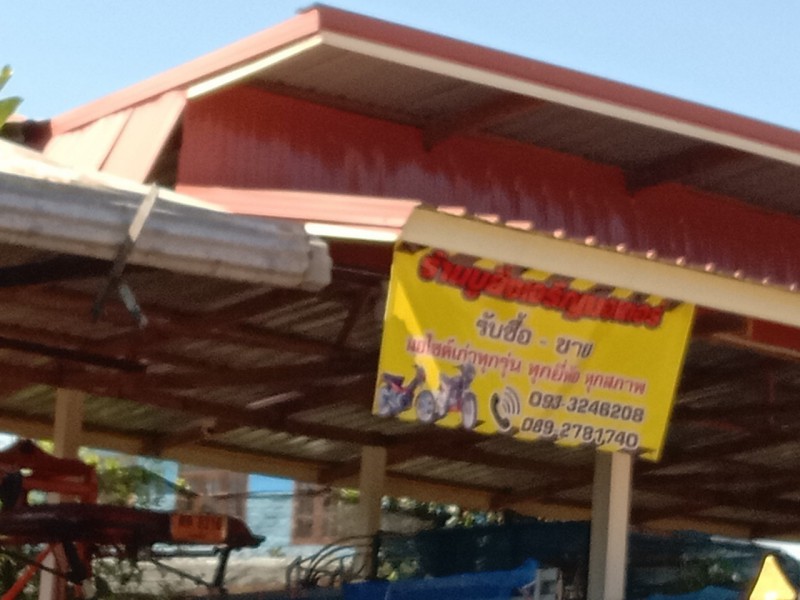 รับซื้อ - ขาย
มอไซค์เก่าทุกรุ่น ทุกยี่ห้อ ทุกสภาพ
093-3246208
089-2781740